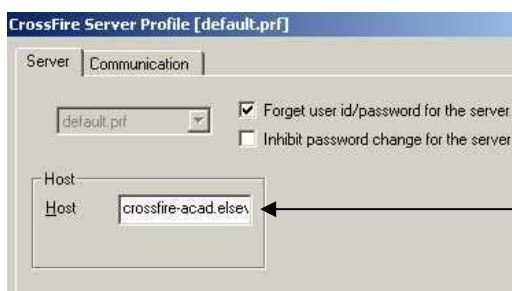 CrossFire Server Profile [default.prf]
Server Communication
default.prf
Forget user id/password for the server
Inhibit password change for the server
Host
Host crossfire-acad.elsev